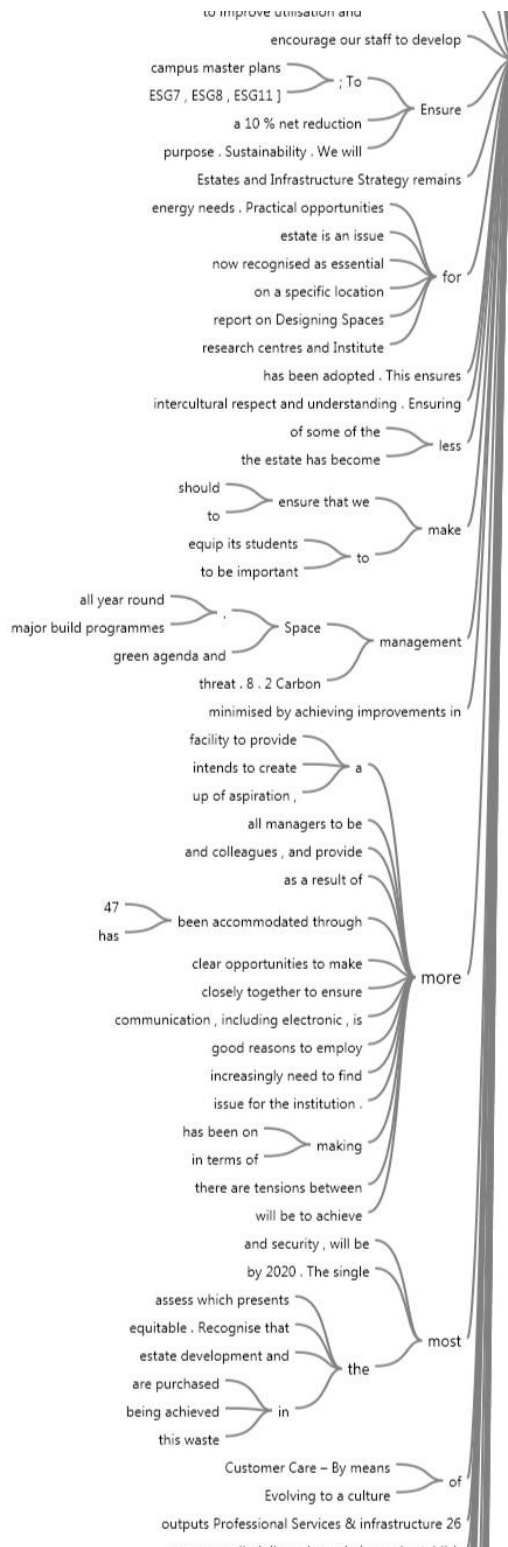 to improve utilisation and
encourage our staff to develop
campus master plans
; To
ESG7 , ESG8 , ESG11 ]
Ensure
a 10 % net reduction
purpose . Sustainability . We will
Estates and Infrastructure Strategy remains
energy needs . Practical opportunities
estate is an issue
now recognised as essential
for
on a specific location
report on Designing Spaces
research centres and Institute
has been adopted . This ensures
intercultural respect and understanding . Ensuring
of some of the
less
the estate has become
should
ensure that we
to
make
equip its students
to
to be important
all year round
.
major build programmes
Space
green agenda and
management
threat . 8 . 2 Carbon
minimised by achieving improvements in
facility to provide
intends to create
a
up of aspiration ,
all managers to be
and colleagues , and provide
as a result of
47
been accommodated through
has
clear opportunities to make
more
closely together to ensure
communication , including electronic , is
good reasons to employ
increasingly need to find
issue for the institution .
has been on
making
in terms of
there are tensions between
will be to achieve
and security , will be
by 2020 . The single
assess which presents
equitable . Recognise that
most
estate development and
the
are purchased
being achieved
in
this waste
Customer Care – By means
of
Evolving to a culture
outputs Professional Services & infrastructure 26